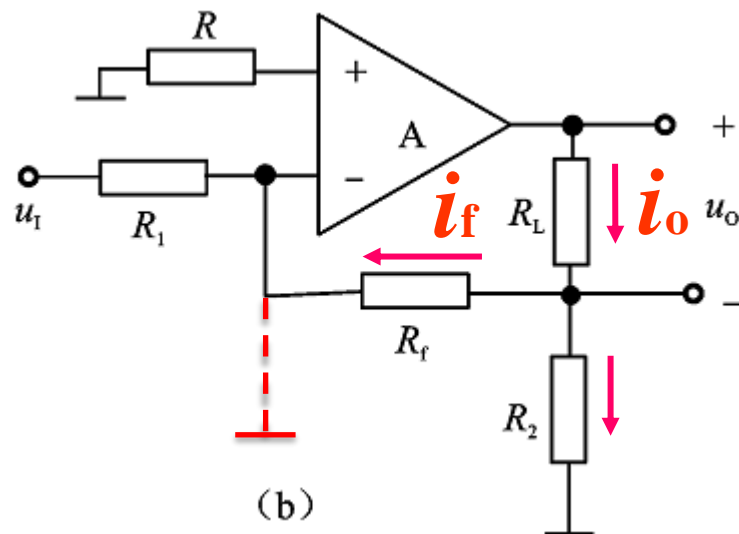 R
+
A
−
+
u_I
R_1
i_f
R_L
i_o
u_O
R_f
−
R_2
（b）